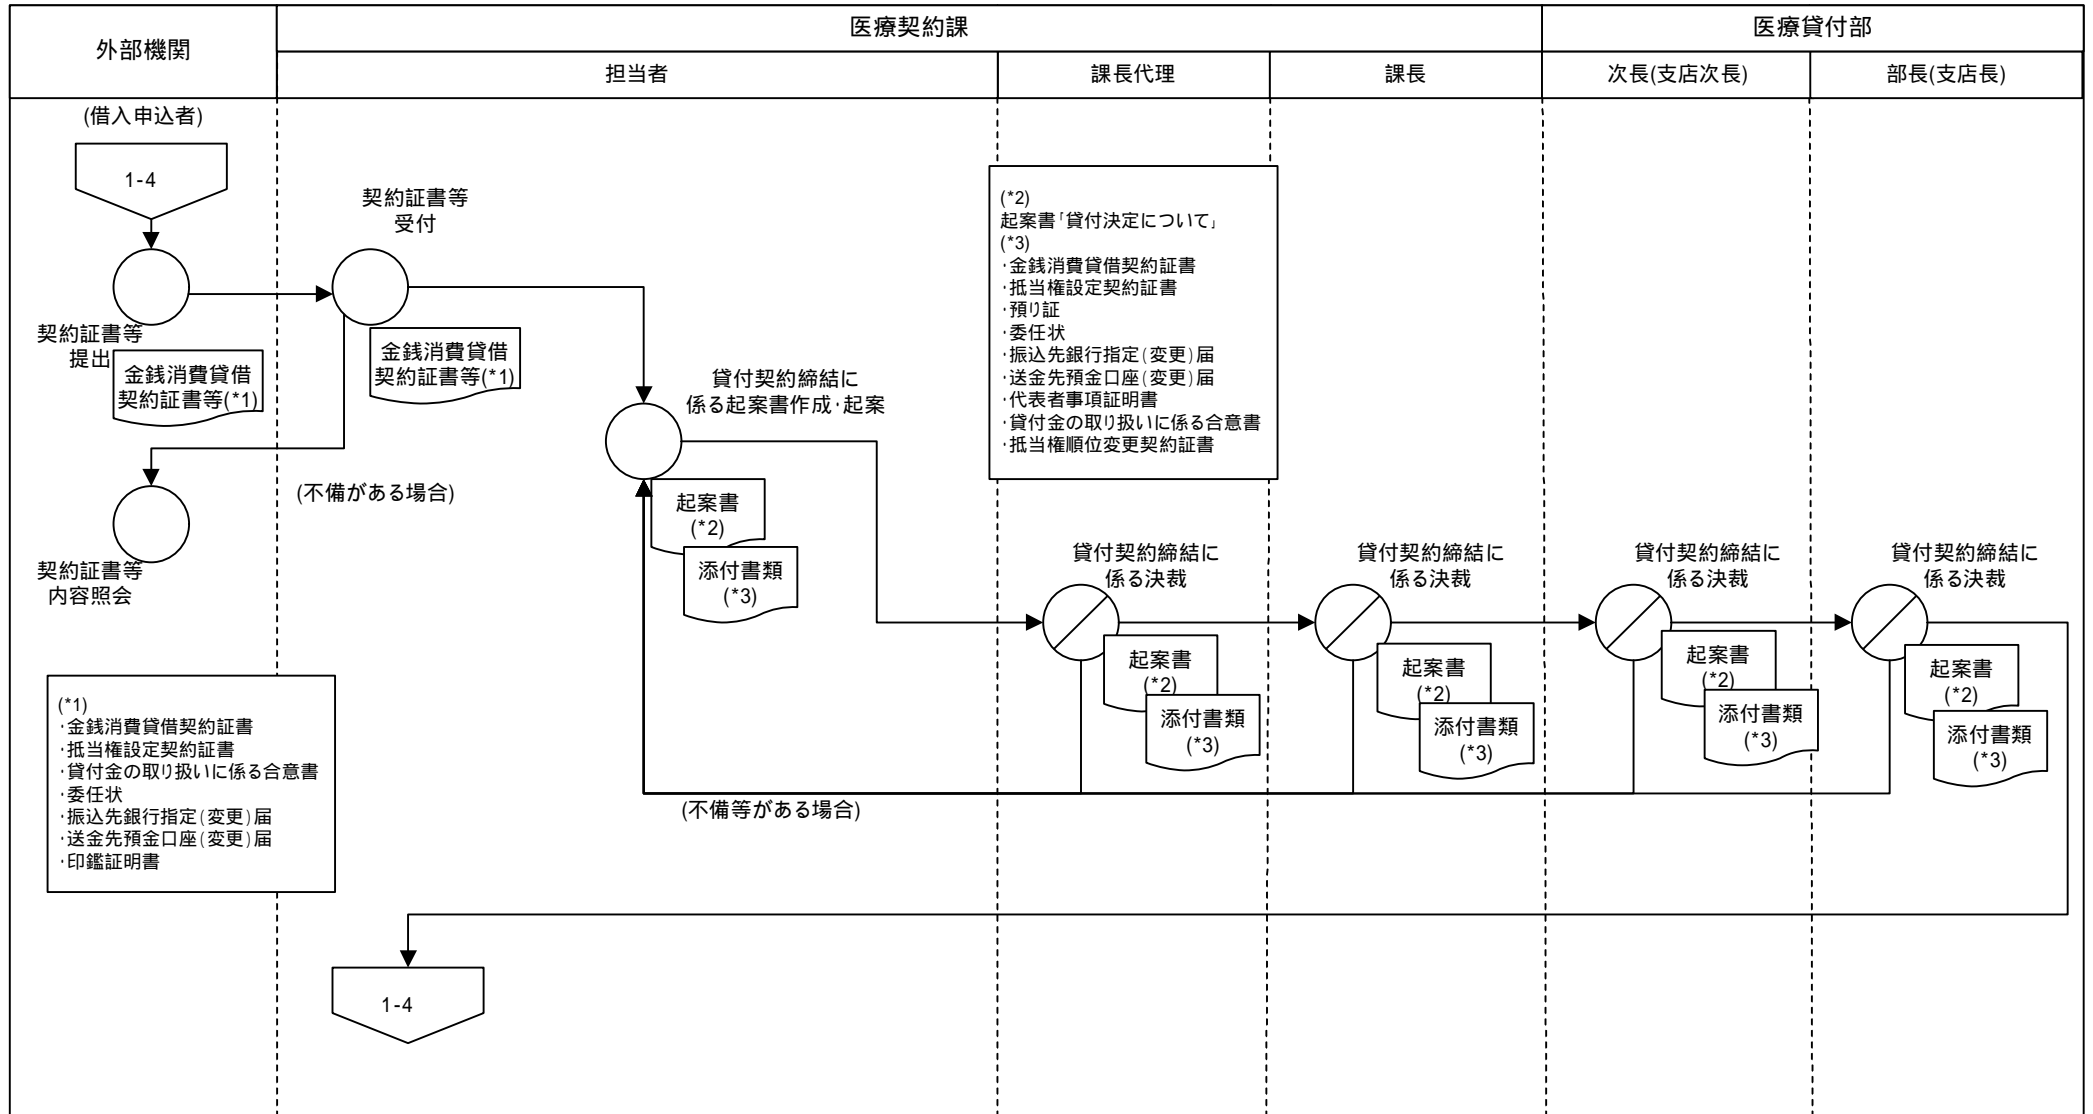 外部機関
医療契約課
医療貸付部
担当者
課長代理
課長
次長(支店次長)
部長(支店長)
(借入申込者)
1-4
契約証書等
提出
金銭消費貸借
契約証書等(*1)
契約証書等
受付
金銭消費貸借
契約証書等(*1)
(不備がある場合)
契約証書等
内容照会
貸付契約締結に
係る起案書作成・起案
起案書
(*2)
添付書類
(*3)
(*2)
起案書「貸付決定について」
(*3)
・金銭消費貸借契約証書
・抵当権設定契約証書
・預り証
・委任状
・振込先銀行指定(変更)届
・送金先預金口座(変更)届
・代表者事項証明書
・貸付金の取り扱いに係る合意書
・抵当権順位変更契約証書
貸付契約締結に
係る決裁
起案書
(*2)
添付書類
(*3)
貸付契約締結に
係る決裁
起案書
(*2)
添付書類
(*3)
貸付契約締結に
係る決裁
起案書
(*2)
添付書類
(*3)
貸付契約締結に
係る決裁
起案書
(*2)
添付書類
(*3)
(不備等がある場合)
(*1)
・金銭消費貸借契約証書
・抵当権設定契約証書
・貸付金の取り扱いに係る合意書
・委任状
・振込先銀行指定(変更)届
・送金先預金口座(変更)届
・印鑑証明書
1-4